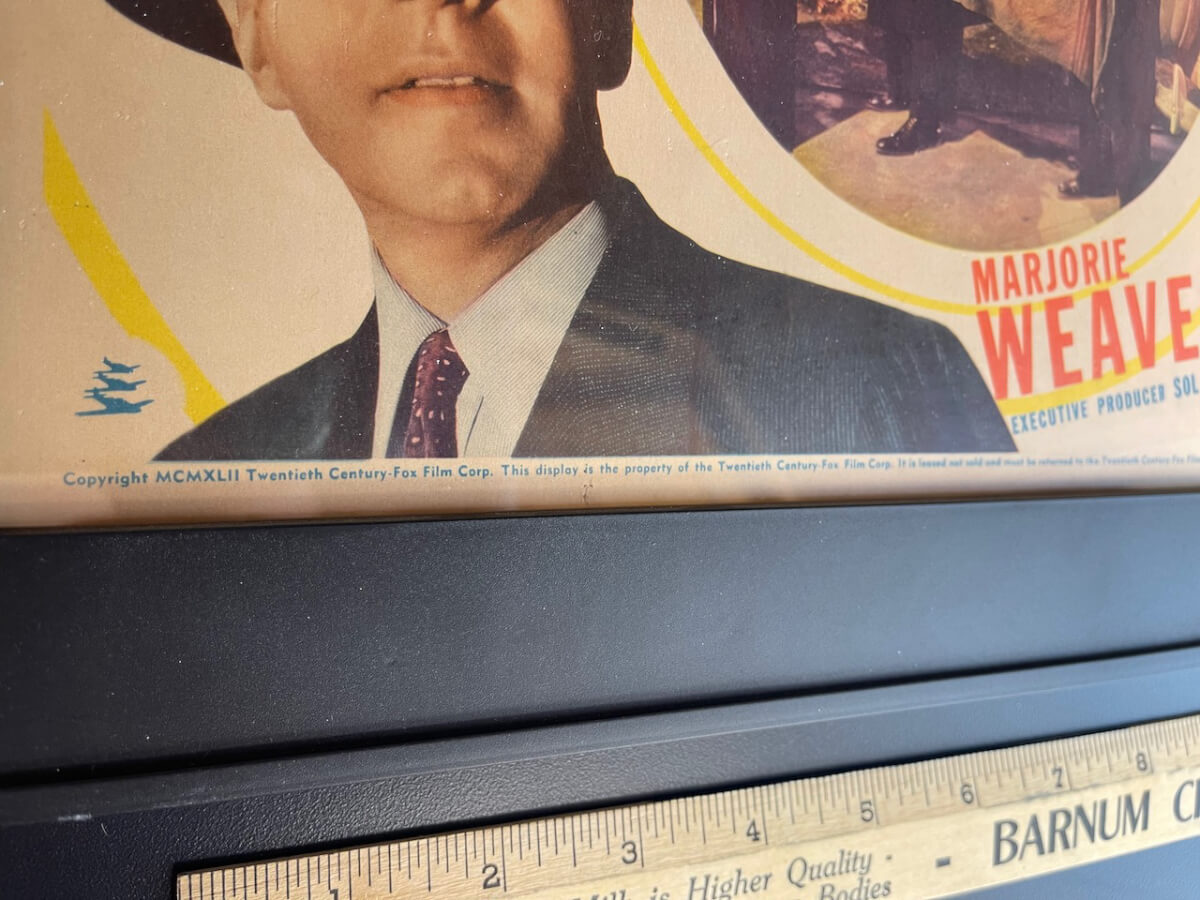 MARJORIE
WEAVE
EXECUTIVE PRODUCER SOL
Copyright MCMXLII Twentieth Century-Fox Film Corp. This display is the property of the Twentieth Century-Fox Film Corp. It is leased not sold and must be returned to the Twentieth Century-Fox Film
1 2 3 4 5 6 7 8
- BARNUM
is Higher Quality
Bodies